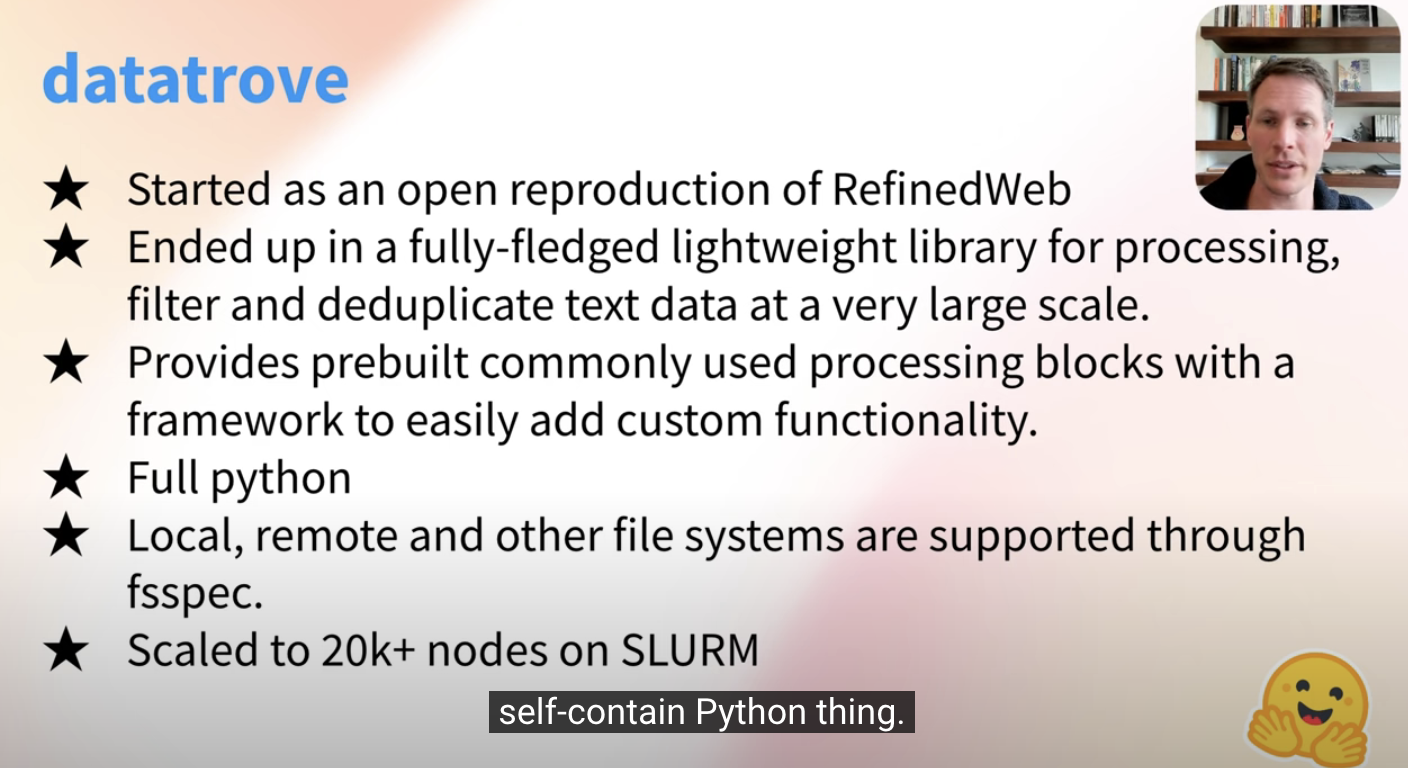 datatrove
★ Started as an open reproduction of RefinedWeb
★ Ended up in a fully-fledged lightweight library for processing,
filter and deduplicate text data at a very large scale.
★ Provides prebuilt commonly used processing blocks with a
framework to easily add custom functionality.
★ Full python
★ Local, remote and other file systems are supported through
fsspec.
★ Scaled to 20k+ nodes on SLURM
self-contain Python thing.